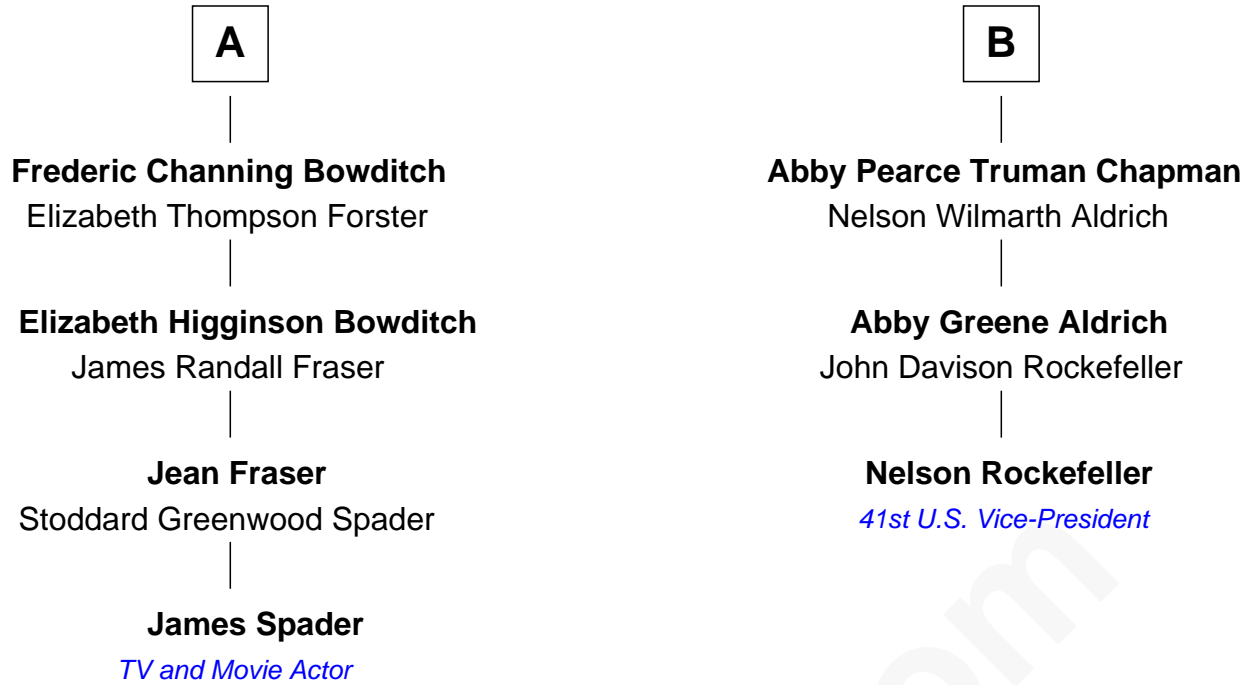 A
Frederic Channing Bowditch
Elizabeth Thompson Forster
Elizabeth Higginson Bowditch
James Randall Fraser
Jean Fraser
Stoddard Greenwood Spader
James Spader
TV and Movie Actor
B
Abby Pearce Truman Chapman
Nelson Wilmarth Aldrich
Abby Greene Aldrich
John Davison Rockefeller
Nelson Rockefeller
41st U.S. Vice-President
om